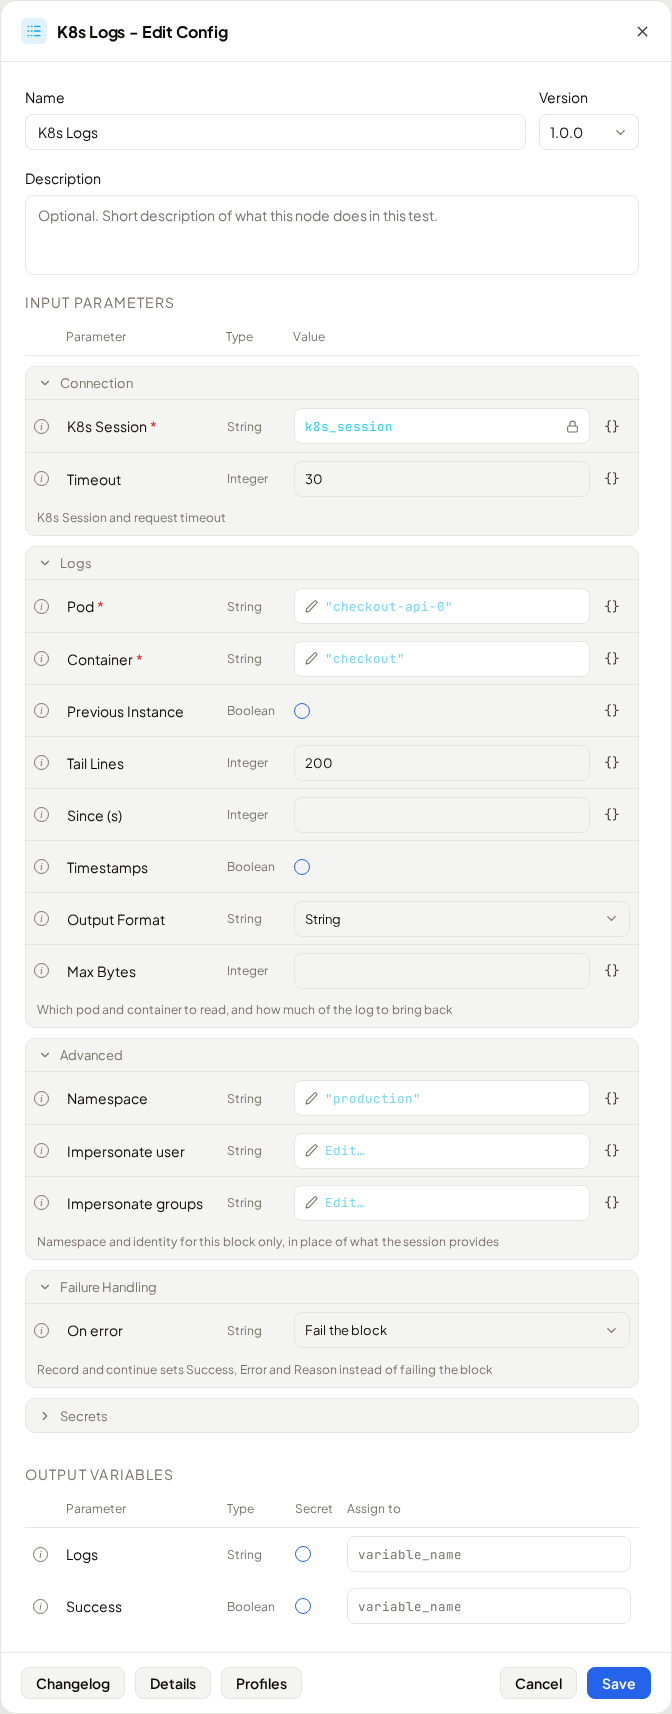 K8s Logs - Edit Config
Name
Version
K8s Logs
1.0.0
Description
Optional. Short description of what this node does in this test.
INPUT PARAMETERS
Parameter Type Value
Connection
K8s Session * String k8s_session {}
Timeout Integer 30 {}
K8s Session and request timeout
Logs
Pod * String "checkout-api-0" {}
Container * String "checkout" {}
Previous Instance Boolean {}
Tail Lines Integer 200 {}
Since (s) Integer {}
Timestamps Boolean
Output Format String String
Max Bytes Integer {}
Which pod and container to read, and how much of the log to bring back
Advanced
Namespace String "production" {}
Impersonate user String Edit… {}
Impersonate groups String Edit… {}
Namespace and identity for this block only, in place of what the session provides
Failure Handling
On error String Fail the block
Record and continue sets Success, Error and Reason instead of failing the block
Secrets
OUTPUT VARIABLES
Parameter Type Secret Assign to
Logs String variable_name
Success Boolean variable_name
Changelog Details Profiles Cancel Save